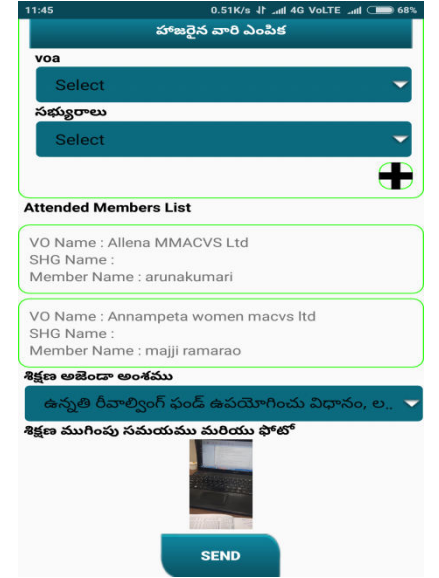 11:45 0.51K/s 4G VoLTE 68%
హాజరైన వారి ఎంపిక
voa
Select
సభ్యురాలు
Select
Attended Members List
VO Name : Allena MMACVS Ltd
SHG Name :
Member Name : arunakumari
VO Name : Annampeta women macvs ltd
SHG Name :
Member Name : majji ramarao
శిక్షణ అజెండా అంశము
ఉన్నతి రీవాల్వింగ్ ఫండ్ ఉపయోగించు విధానం, ల..
శిక్షణ ముగింపు సమయము మరియు ఫోటో
SEND